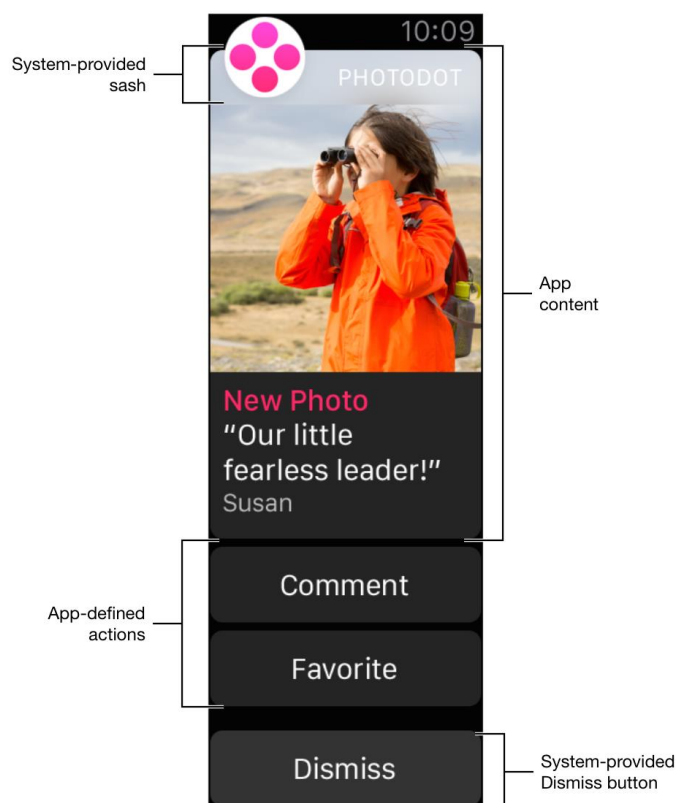 10:09
System-provided
sash
PHOTODOT
App
content
New Photo
“Our little
fearless leader!”
Susan
Comment
App-defined
actions
Favorite
Dismiss
System-provided
Dismiss button